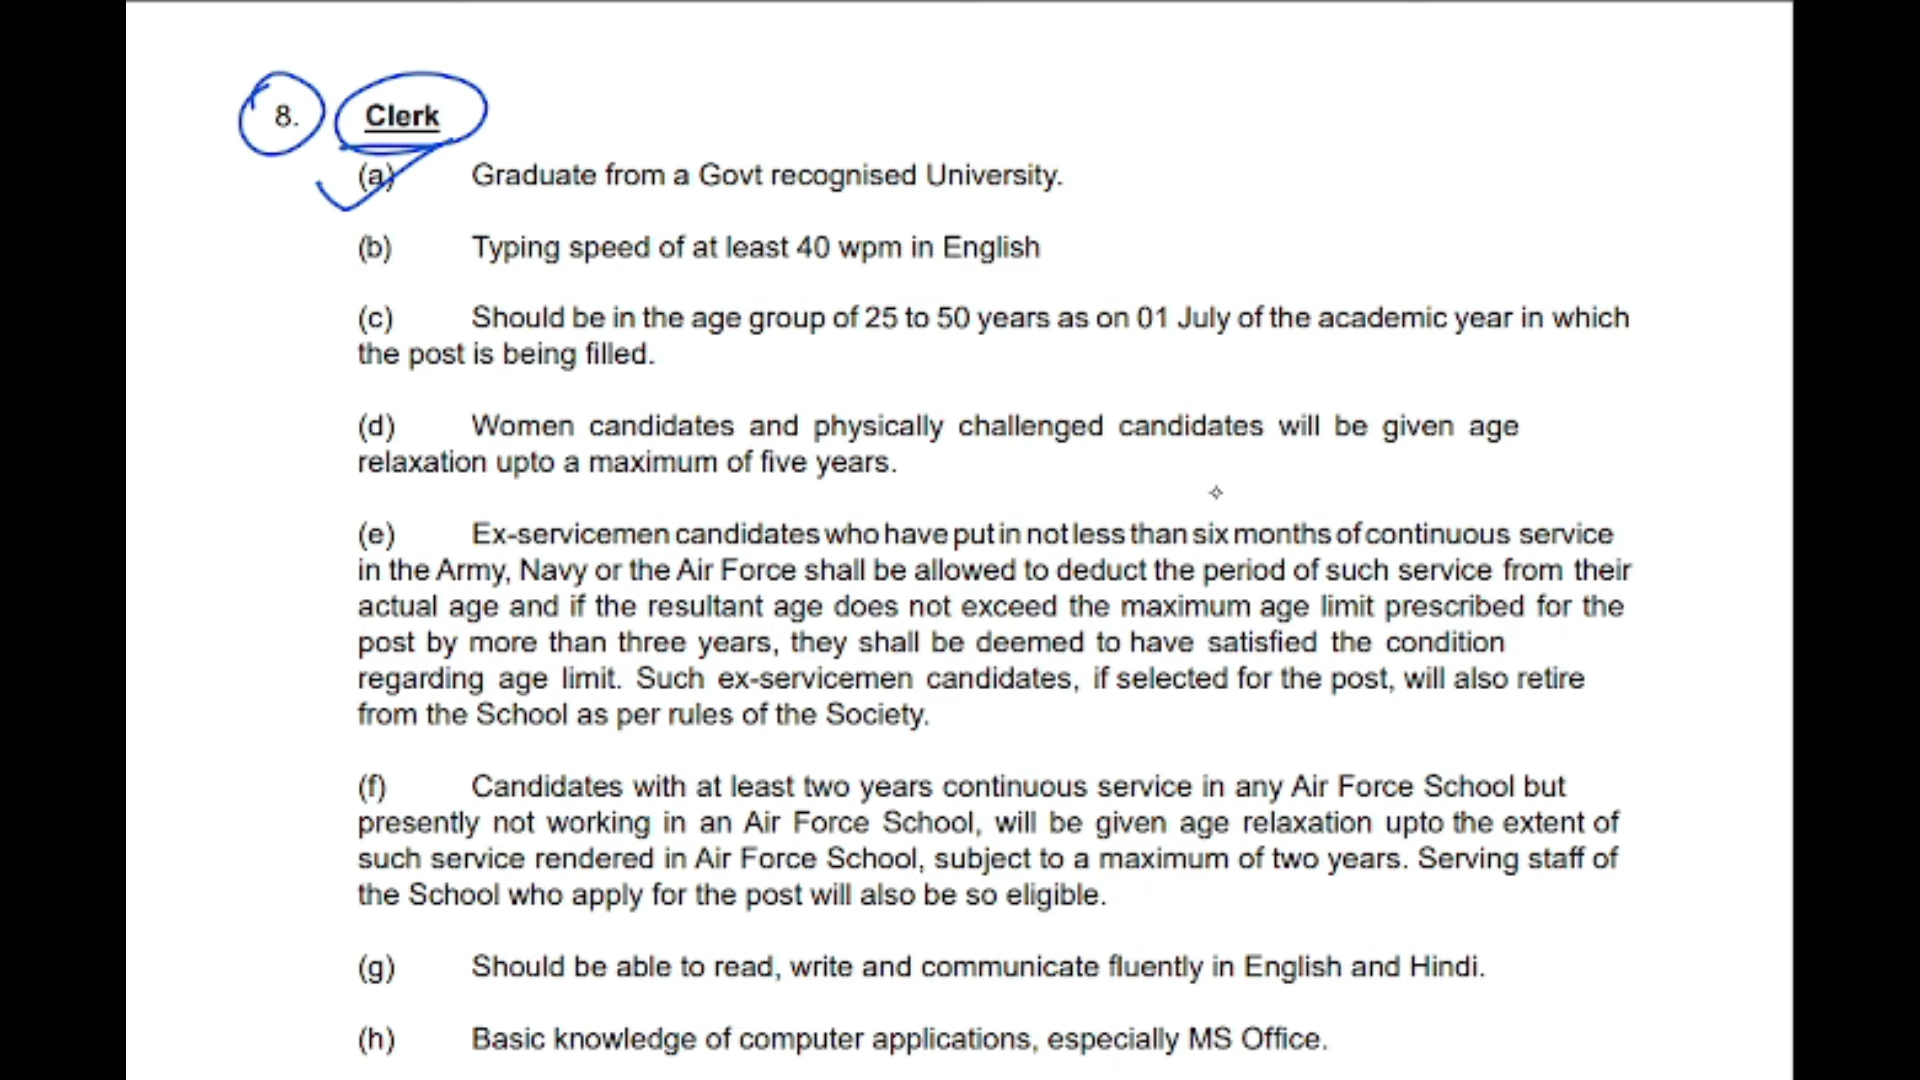 8. Clerk
(a) Graduate from a Govt recognised University.
(b) Typing speed of at least 40 wpm in English
(c) Should be in the age group of 25 to 50 years as on 01 July of the academic year in which
the post is being filled.
(d) Women candidates and physically challenged candidates will be given age
relaxation upto a maximum of five years.
(e) Ex-servicemen candidates who have put in not less than six months of continuous service
in the Army, Navy or the Air Force shall be allowed to deduct the period of such service from their
actual age and if the resultant age does not exceed the maximum age limit prescribed for the
post by more than three years, they shall be deemed to have satisfied the condition
regarding age limit. Such ex-servicemen candidates, if selected for the post, will also retire
from the School as per rules of the Society.
(f) Candidates with at least two years continuous service in any Air Force School but
presently not working in an Air Force School, will be given age relaxation upto the extent of
such service rendered in Air Force School, subject to a maximum of two years. Serving staff of
the School who apply for the post will also be so eligible.
(g) Should be able to read, write and communicate fluently in English and Hindi.
(h) Basic knowledge of computer applications, especially MS Office.